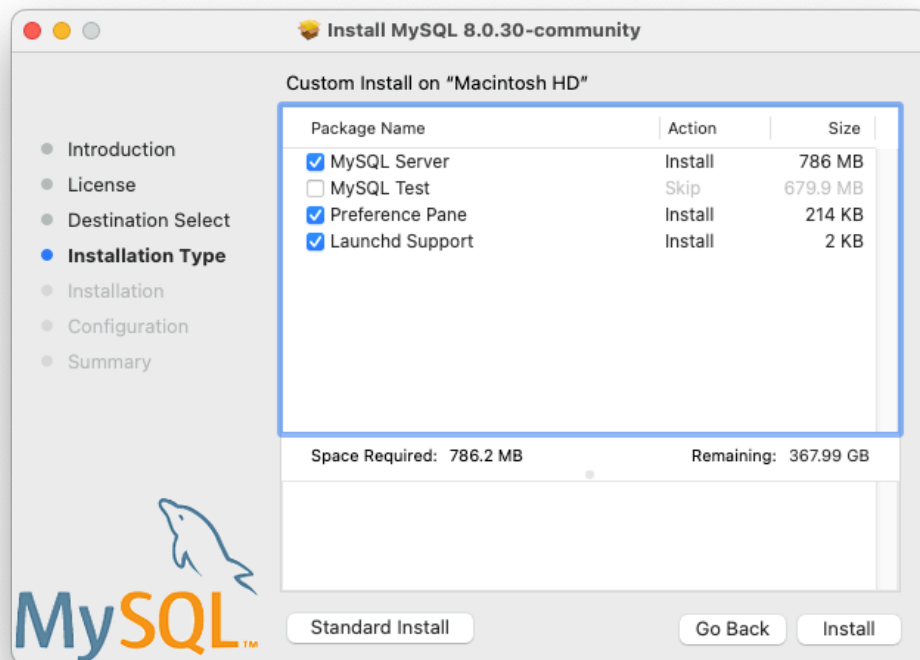 Install MySQL 8.0.30-community
Custom Install on "Macintosh HD"
Introduction
License
Destination Select
Installation Type
Installation
Configuration
Summary
Package Name Action Size
MySQL Server Install 786 MB
MySQL Test Skip 679.9 MB
Preference Pane Install 214 KB
Launchd Support Install 2 KB
Space Required: 786.2 MB Remaining: 367.99 GB
MySQL™
Standard Install Go Back Install